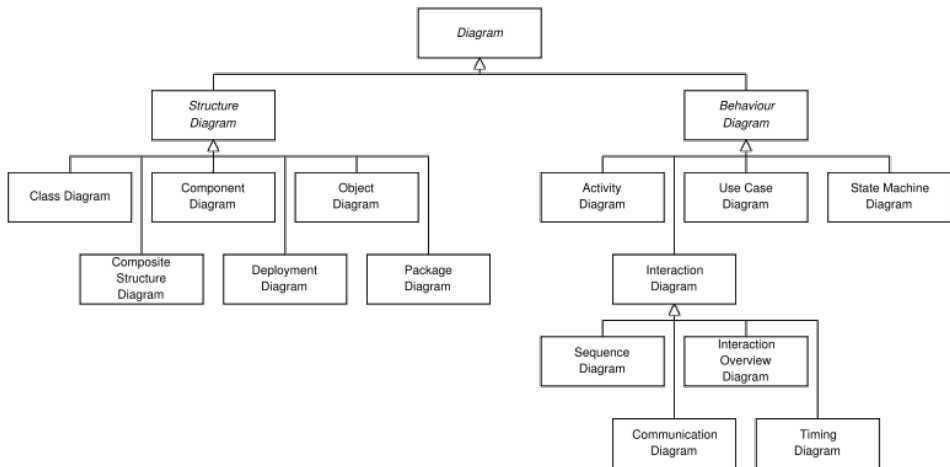 Diagram
Structure
Diagram
Behaviour
Diagram
Class Diagram
Component
Diagram
Object
Diagram
Activity
Diagram
Use Case
Diagram
State Machine
Diagram
Composite
Structure
Diagram
Deployment
Diagram
Package
Diagram
Interaction
Diagram
Sequence
Diagram
Interaction
Overview
Diagram
Communication
Diagram
Timing
Diagram